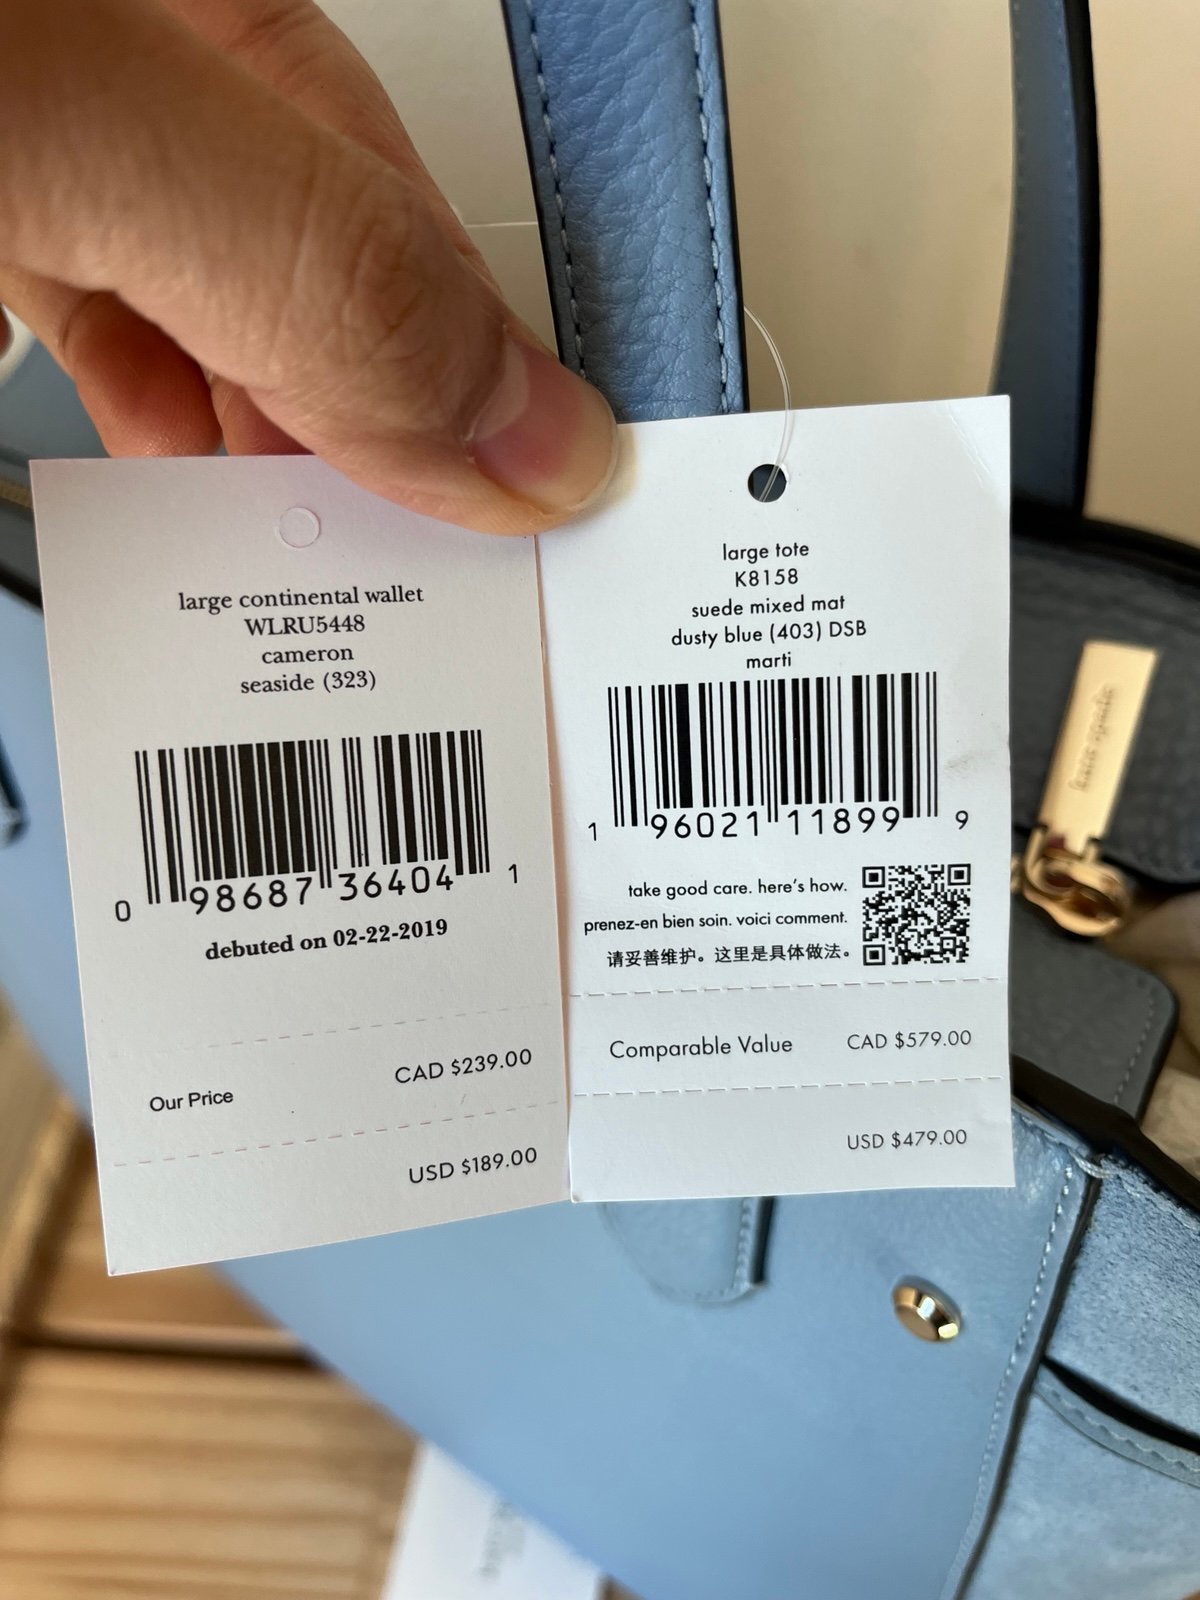 large continental wallet
WLRU5448
cameron
seaside (323)
0 98687 36404 1
debuted on 02-22-2019
CAD $239.00
Our Price
USD $189.00
large tote
K8158
suede mixed mat
dusty blue (403) DSB
marti
1 96021 11899 9
take good care. here's how.
prenez-en bien soin. voici comment.
请妥善维护。这里是具体做法。
Comparable Value CAD $579.00
USD $479.00
kate spade